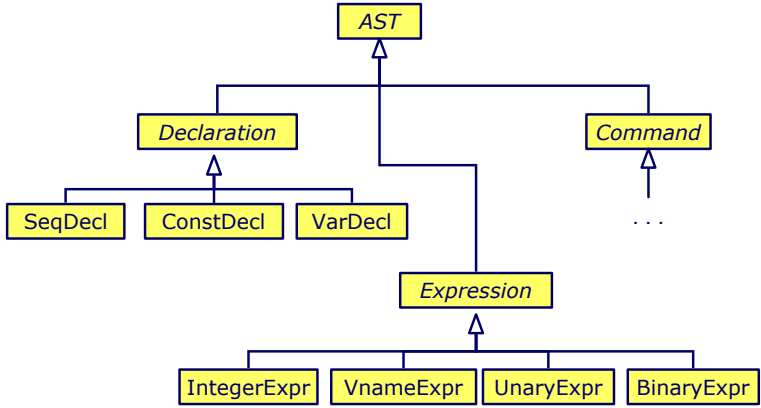 AST
Declaration
Command
SeqDecl
ConstDecl
VarDecl
. . .
Expression
IntegerExpr
VnameExpr
UnaryExpr
BinaryExpr